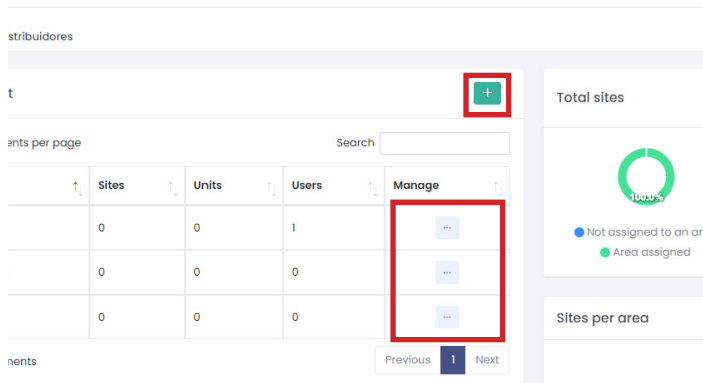 stribuidores
t
+
Total sites
ents per page
Search
Sites Units Users Manage
0 0 1 ...
0 0 0 ...
0 0 0 ...
100.0%
Not assigned to an ar
Area assigned
Sites per area
nents
Previous 1 Next